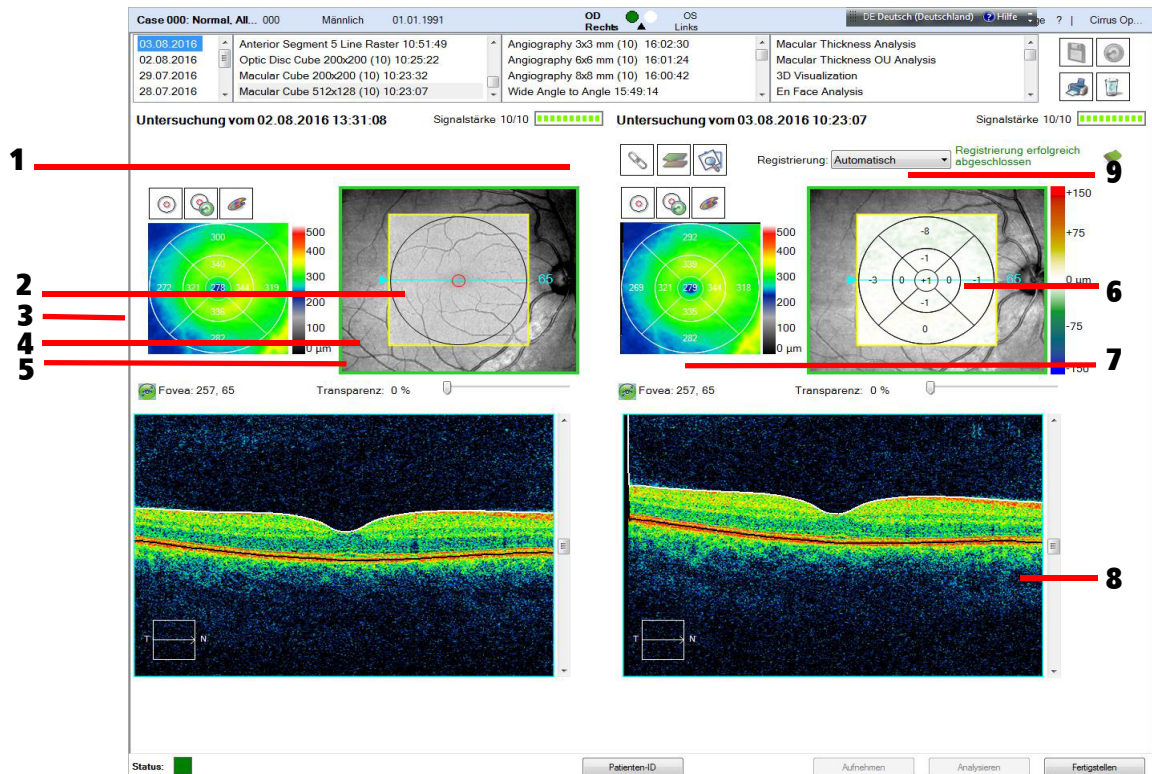 Case 000: Normal, All... 000 Männlich 01.01.1991 OD Rechts OS Links DE Deutsch (Deutschland) ? Hilfe ge ? | Cirrus Op...
03.08.2016
02.08.2016
29.07.2016
28.07.2016
Anterior Segment 5 Line Raster 10:51:49
Optic Disc Cube 200x200 (10) 10:25:22
Macular Cube 200x200 (10) 10:23:32
Macular Cube 512x128 (10) 10:23:07
Angiography 3x3 mm (10) 16:02:30
Angiography 6x6 mm (10) 16:01:24
Angiography 8x8 mm (10) 16:00:42
Wide Angle to Angle 15:49:14
Macular Thickness Analysis
Macular Thickness OU Analysis
3D Visualization
En Face Analysis
Untersuchung vom 02.08.2016 13:31:08 Signalstärke 10/10
Untersuchung vom 03.08.2016 10:23:07 Signalstärke 10/10
1
Registrierung: Automatisch
Registrierung erfolgreich
abgeschlossen
9
300
340
272 321 278 344 319
336
282
500
400
300
200
100
0 µm
65
2
3
4
5
292
339
269 321 279 344 318
335
282
500
400
300
200
100
0 µm
-8
-1
-3 0 +1 0 -1
-1
0
65
+150
+75
0 µm
-75
-150
6
7
Fovea: 257, 65 Transparenz: 0 %
Fovea: 257, 65 Transparenz: 0 %
T N
T N
8
Status: Patienten-ID Aufnehmen Analysieren Fertigstellen